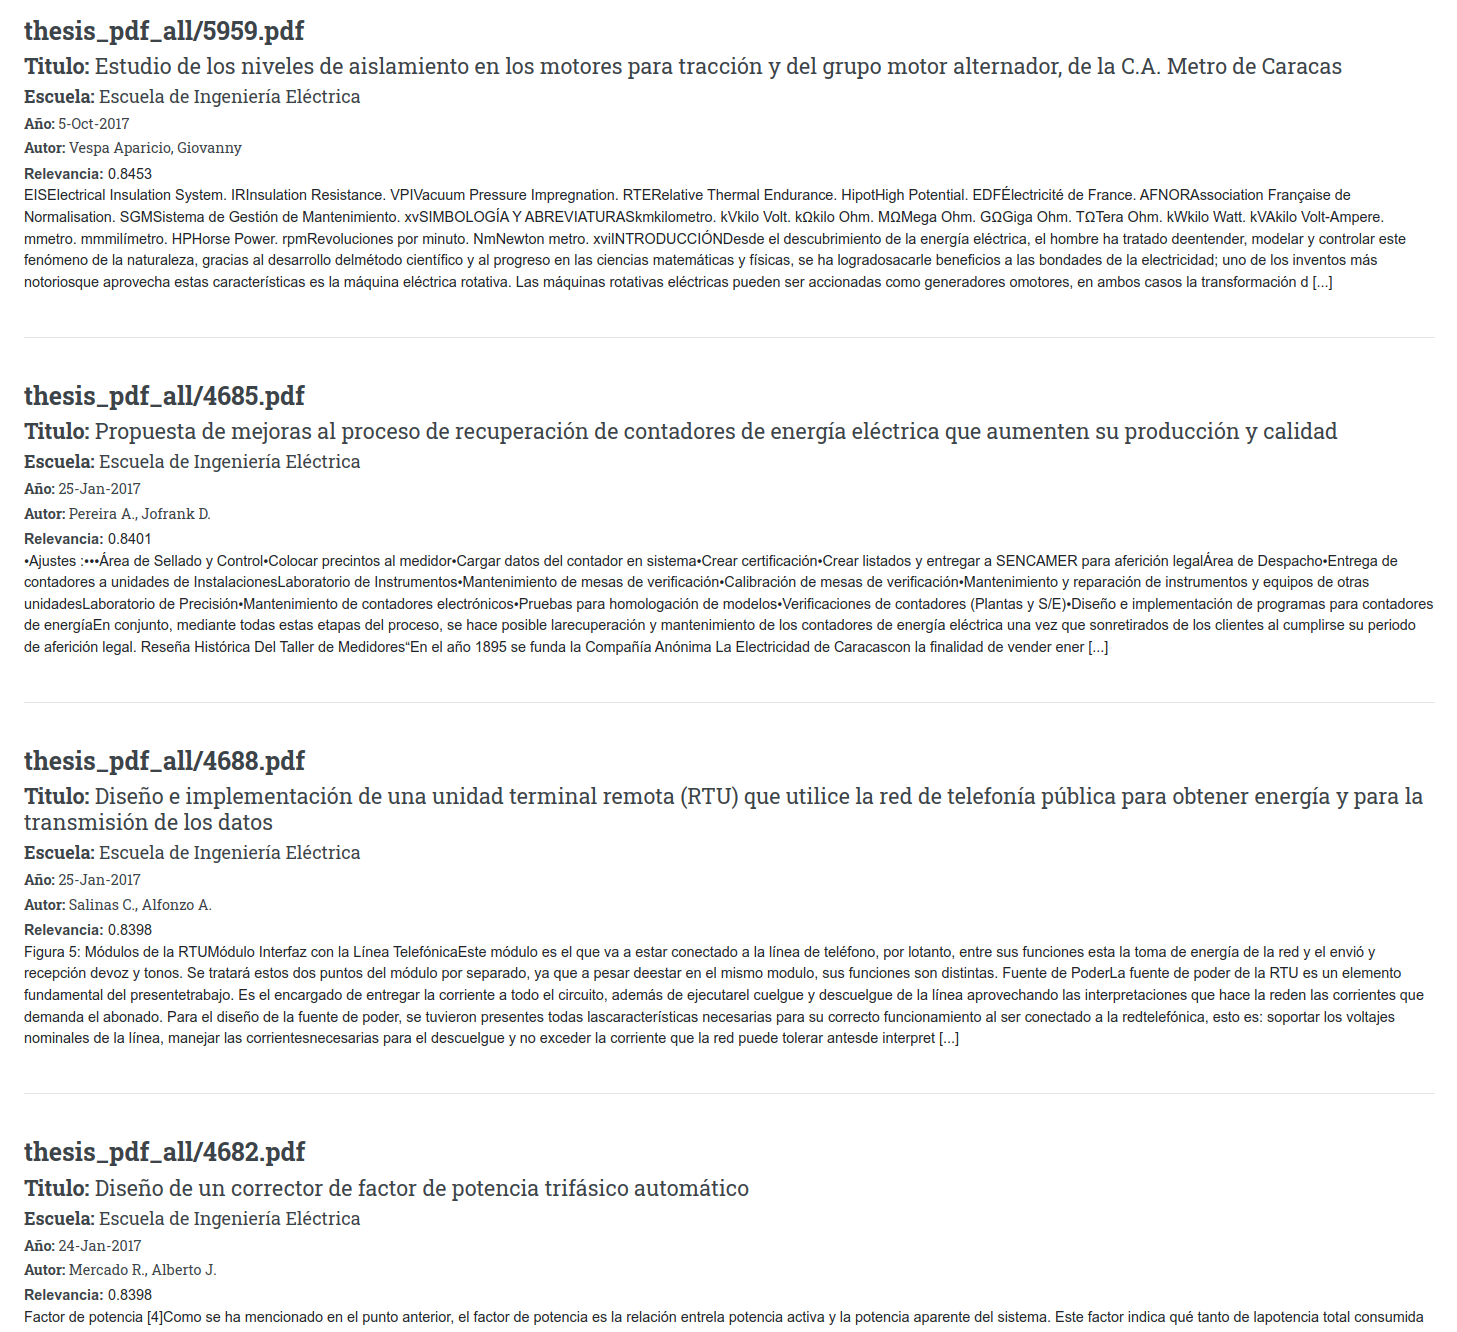 thesis_pdf_all/5959.pdf
Titulo: Estudio de los niveles de aislamiento en los motores para tracción y del grupo motor alternador, de la C.A. Metro de Caracas
Escuela: Escuela de Ingeniería Eléctrica
Año: 5-Oct-2017
Autor: Vespa Aparicio, Giovanny
Relevancia: 0.8453
EISElectrical Insulation System. IRInsulation Resistance. VPIVacuum Pressure Impregnation. RTERelative Thermal Endurance. HipotHigh Potential. EDFÉlectricité de France. AFNORAssociation Française de
Normalisation. SGMSistema de Gestión de Mantenimiento. xvSIMBOLOGÍA Y ABREVIATURASkmkilometro. kVkilo Volt. kΩkilo Ohm. MΩMega Ohm. GΩGiga Ohm. TΩTera Ohm. kWkilo Watt. kVAkilo Volt-Ampere.
mmetro. mmmilímetro. HPHorse Power. rpmRevoluciones por minuto. NmNewton metro. xviINTRODUCCIÓNDesde el descubrimiento de la energía eléctrica, el hombre ha tratado deentender, modelar y controlar este
fenómeno de la naturaleza, gracias al desarrollo delmétodo científico y al progreso en las ciencias matemáticas y físicas, se ha logradosacarle beneficios a las bondades de la electricidad; uno de los inventos más
notoriosque aprovecha estas características es la máquina eléctrica rotativa. Las máquinas rotativas eléctricas pueden ser accionadas como generadores omotores, en ambos casos la transformación d [...]
thesis_pdf_all/4685.pdf
Titulo: Propuesta de mejoras al proceso de recuperación de contadores de energía eléctrica que aumenten su producción y calidad
Escuela: Escuela de Ingeniería Eléctrica
Año: 25-Jan-2017
Autor: Pereira A., Jofrank D.
Relevancia: 0.8401
•Ajustes :•••Área de Sellado y Control•Colocar precintos al medidor•Cargar datos del contador en sistema•Crear certificación•Crear listados y entregar a SENCAMER para aferición legalÁrea de Despacho•Entrega de
contadores a unidades de InstalacionesLaboratorio de Instrumentos•Mantenimiento de mesas de verificación•Calibración de mesas de verificación•Mantenimiento y reparación de instrumentos y equipos de otras
unidadesLaboratorio de Precisión•Mantenimiento de contadores electrónicos•Pruebas para homologación de modelos•Verificaciones de contadores (Plantas y S/E)•Diseño e implementación de programas para contadores
de energíaEn conjunto, mediante todas estas etapas del proceso, se hace posible larecuperación y mantenimiento de los contadores de energía eléctrica una vez que sonretirados de los clientes al cumplirse su periodo
de aferición legal. Reseña Histórica Del Taller de Medidores“En el año 1895 se funda la Compañía Anónima La Electricidad de Caracascon la finalidad de vender ener [...]
thesis_pdf_all/4688.pdf
Titulo: Diseño e implementación de una unidad terminal remota (RTU) que utilice la red de telefonía pública para obtener energía y para la
transmisión de los datos
Escuela: Escuela de Ingeniería Eléctrica
Año: 25-Jan-2017
Autor: Salinas C., Alfonzo A.
Relevancia: 0.8398
Figura 5: Módulos de la RTUMódulo Interfaz con la Línea TelefónicaEste módulo es el que va a estar conectado a la línea de teléfono, por lotanto, entre sus funciones esta la toma de energía de la red y el envió y
recepción devoz y tonos. Se tratará estos dos puntos del módulo por separado, ya que a pesar deestar en el mismo modulo, sus funciones son distintas. Fuente de PoderLa fuente de poder de la RTU es un elemento
fundamental del presentetrabajo. Es el encargado de entregar la corriente a todo el circuito, además de ejecutarel cuelgue y descuelgue de la línea aprovechando las interpretaciones que hace la reden las corrientes que
demanda el abonado. Para el diseño de la fuente de poder, se tuvieron presentes todas lascaracterísticas necesarias para su correcto funcionamiento al ser conectado a la redtelefónica, esto es: soportar los voltajes
nominales de la línea, manejar las corrientesnecesarias para el descuelgue y no exceder la corriente que la red puede tolerar antesde interpret [...]
thesis_pdf_all/4682.pdf
Titulo: Diseño de un corrector de factor de potencia trifásico automático
Escuela: Escuela de Ingeniería Eléctrica
Año: 24-Jan-2017
Autor: Mercado R., Alberto J.
Relevancia: 0.8398
Factor de potencia [4]Como se ha mencionado en el punto anterior, el factor de potencia es la relación entrela potencia activa y la potencia aparente del sistema. Este factor indica qué tanto de lapotencia total consumida